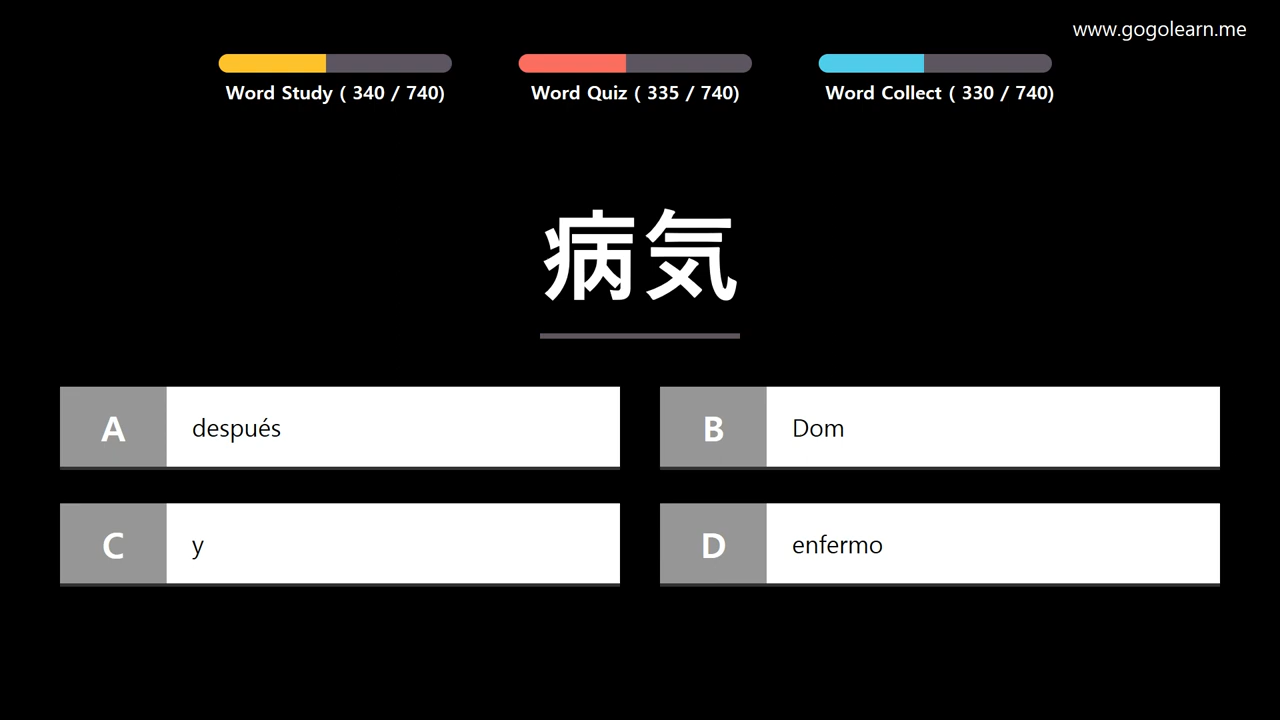 www.gogolearn.me
Word Study ( 340 / 740)
Word Quiz ( 335 / 740)
Word Collect ( 330 / 740)
病気
A después
B Dom
C y
D enfermo